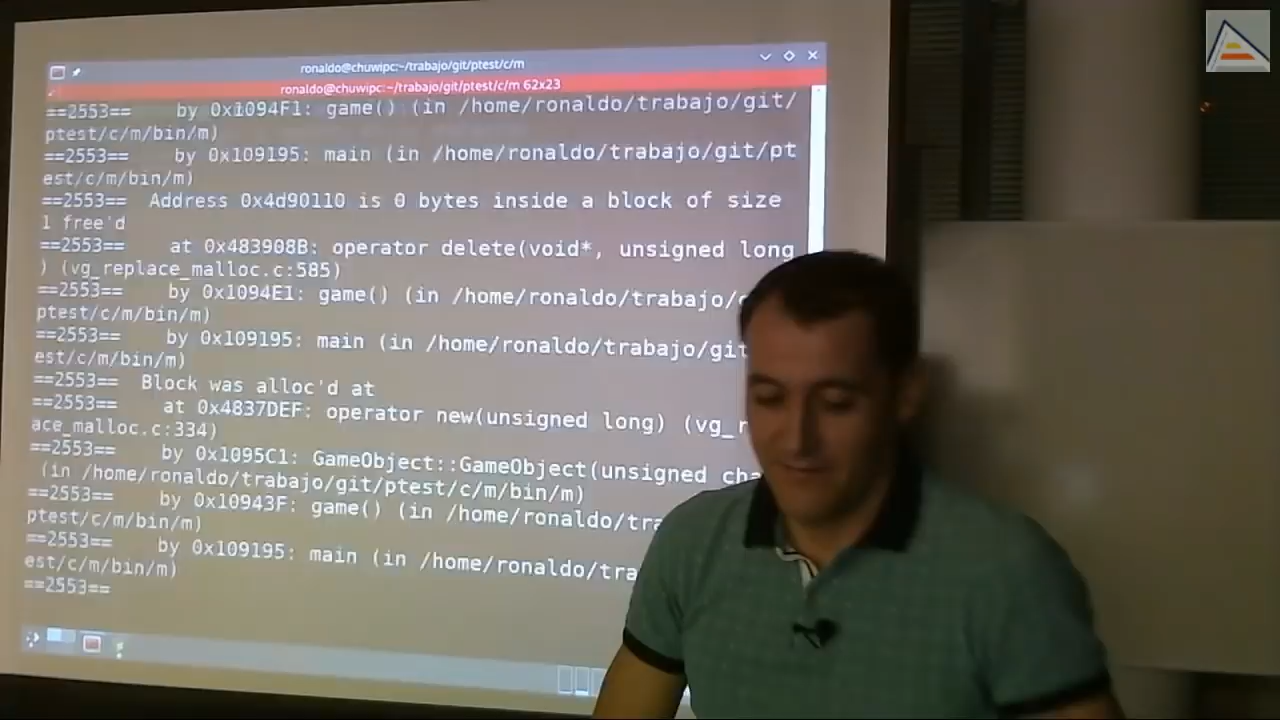 ronaldo@chuwipc:~/trabajo/git/ptest/c/m
ronaldo@chuwipc:~/trabajo/git/ptest/c/m 62x23
==2553== by 0x1094F1: game() (in /home/ronaldo/trabajo/git/
ptest/c/m/bin/m)
==2553== by 0x109195: main (in /home/ronaldo/trabajo/git/pt
est/c/m/bin/m)
==2553== Address 0x4d90110 is 0 bytes inside a block of size
1 free'd
==2553== at 0x483908B: operator delete(void*, unsigned long
) (vg_replace_malloc.c:585)
==2553== by 0x1094E1: game() (in /home/ronaldo/trabajo/
ptest/c/m/bin/m)
==2553== by 0x109195: main (in /home/ronaldo/trabajo/git
est/c/m/bin/m)
==2553== Block was alloc'd at
==2553== at 0x4837DEF: operator new(unsigned long) (vg_r
ace_malloc.c:334)
==2553== by 0x1095C1: GameObject::GameObject(unsigned cha
(in /home/ronaldo/trabajo/git/ptest/c/m/bin/m)
==2553== by 0x10943F: game() (in /home/ronaldo/tra
ptest/c/m/bin/m)
==2553== by 0x109195: main (in /home/ronaldo/tra
est/c/m/bin/m)
==2553==